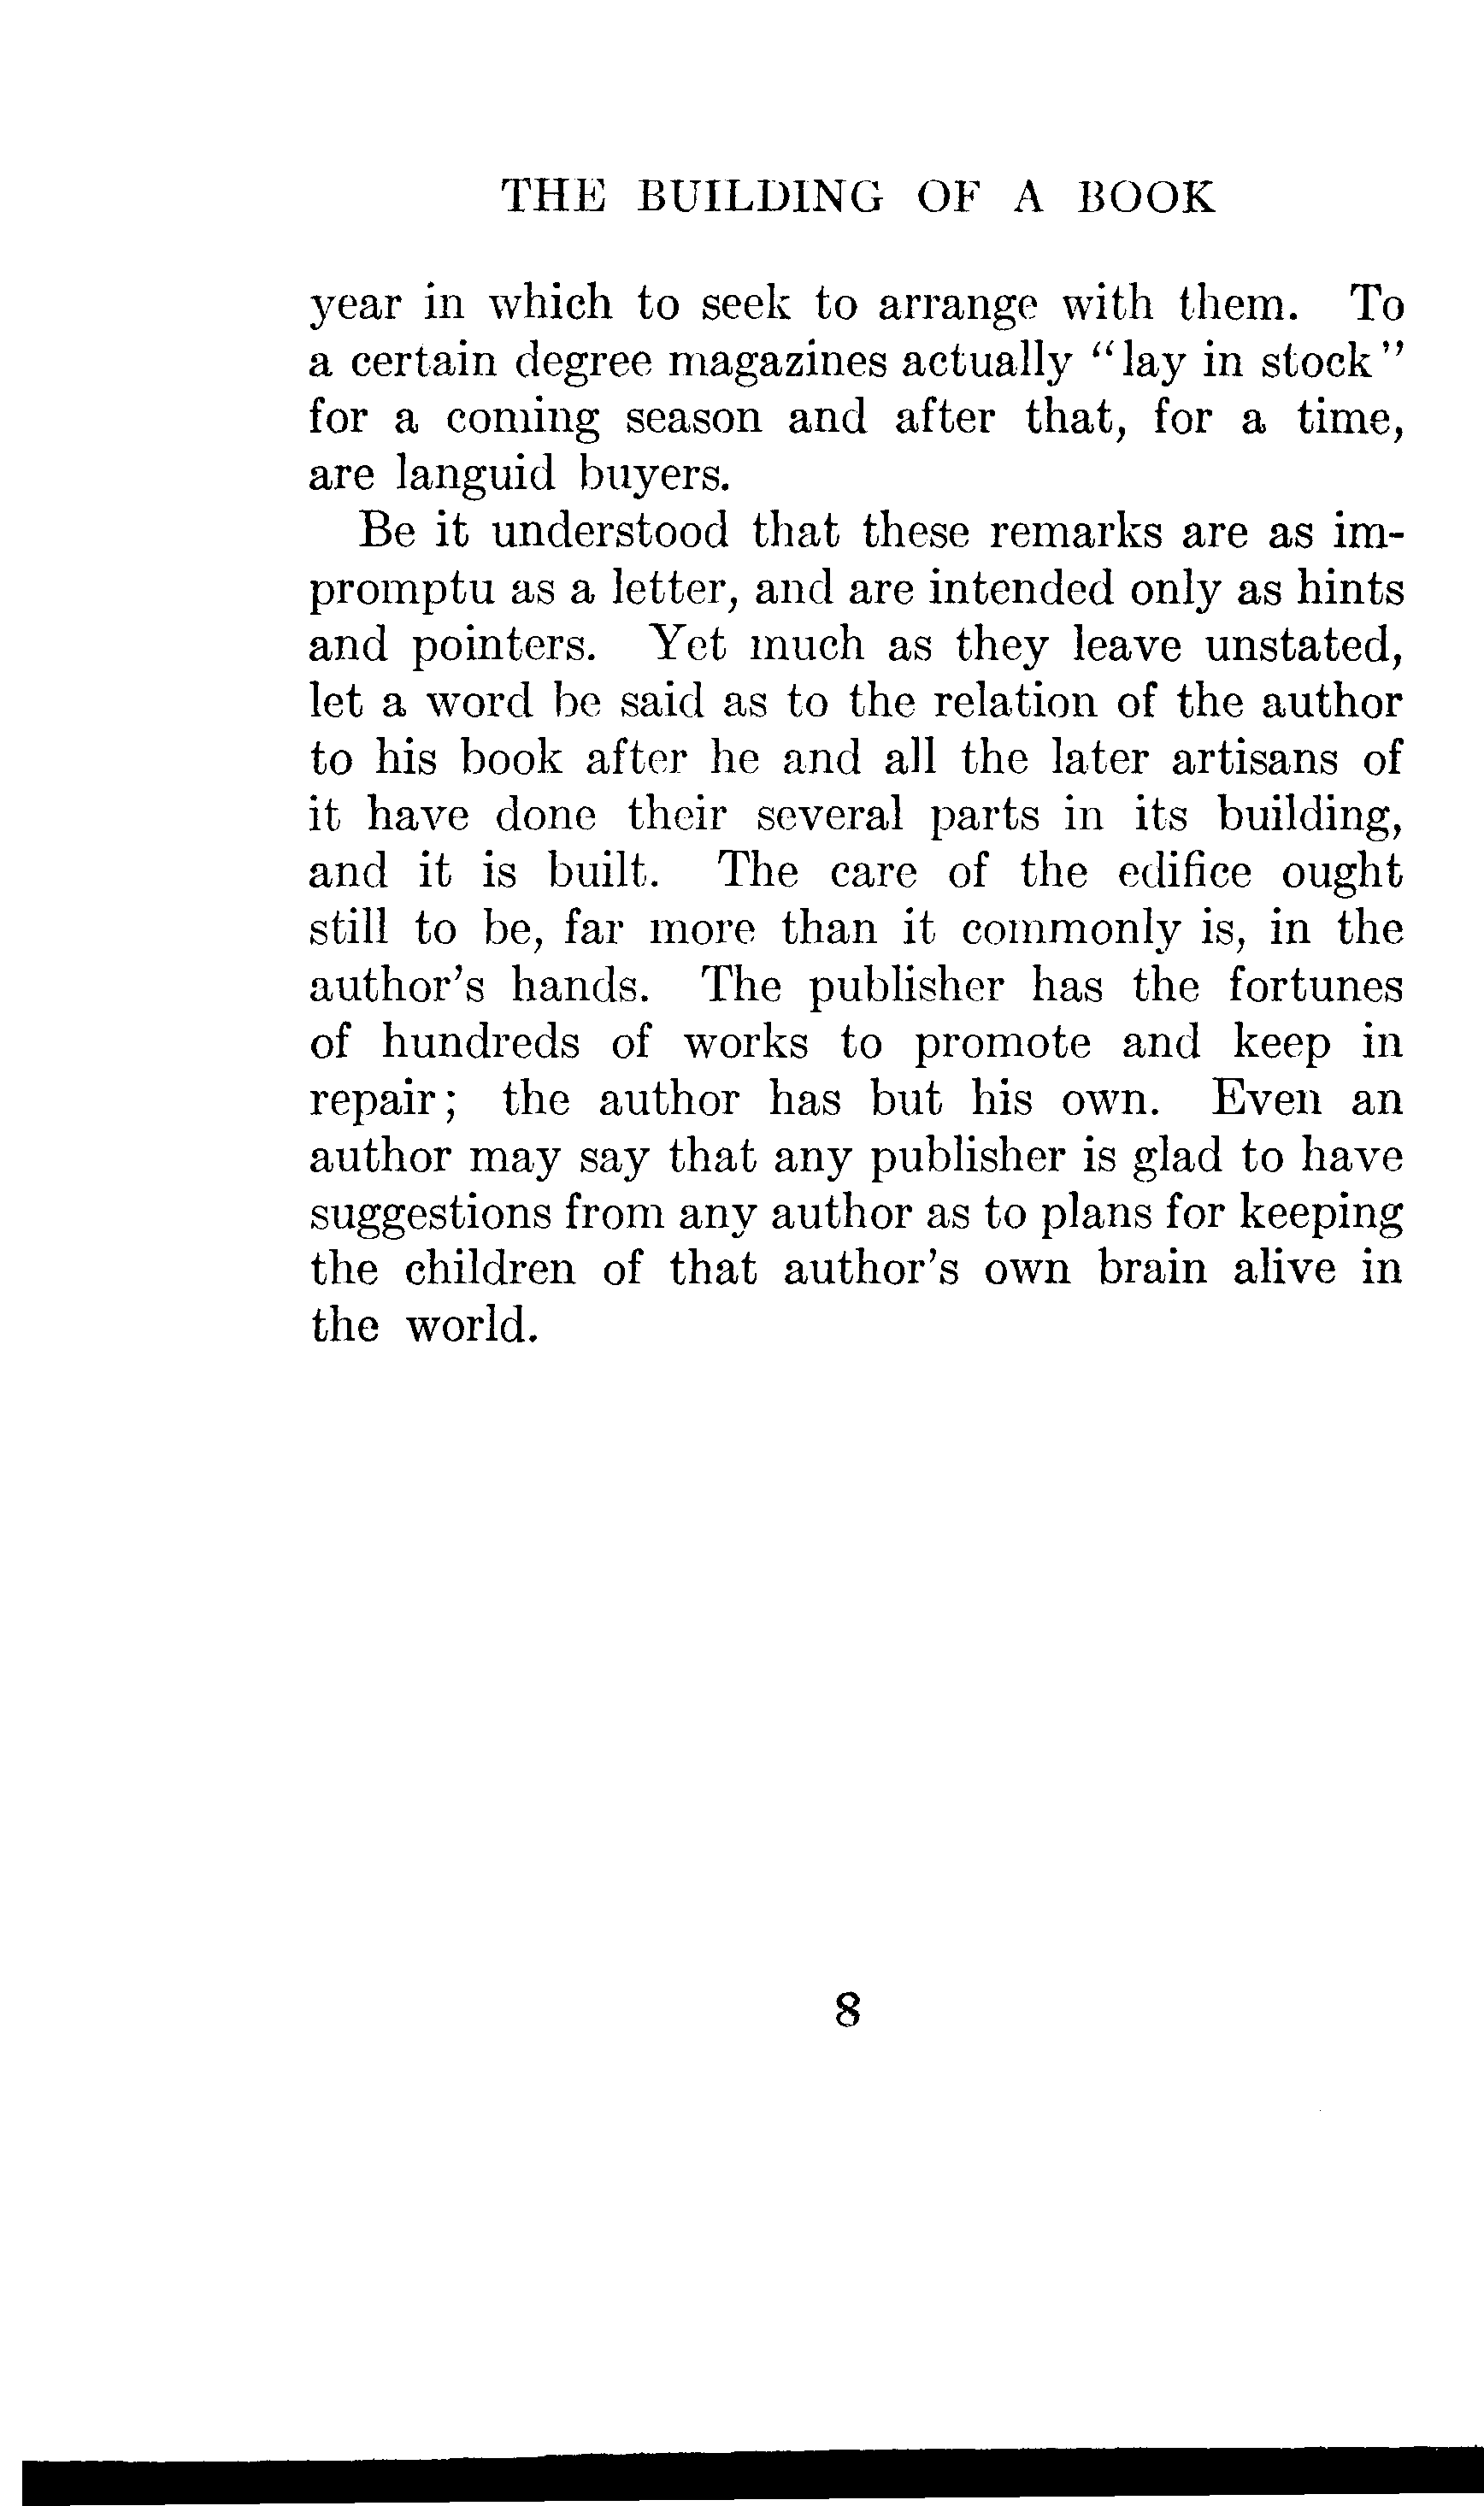 THE BUILDING OF A BOOK
year in which to seek to arrange with them. To
a certain degree magazines actually "lay in stock"
for a coming season and after that, for a time,
are languid buyers.
Be it understood that these remarks are as im-
promptu as a letter, and are intended only as hints
and pointers. Yet much as they leave unstated,
let a word be said as to the relation of the author
to his book after he and all the later artisans of
it have done their several parts in its building,
and it is built. The care of the edifice ought
still to be, far more than it commonly is, in the
author's hands. The publisher has the fortunes
of hundreds of works to promote and keep in
repair; the author has but his own. Even an
author may say that any publisher is glad to have
suggestions from any author as to plans for keeping
the children of that author's own brain alive in
the world.
8